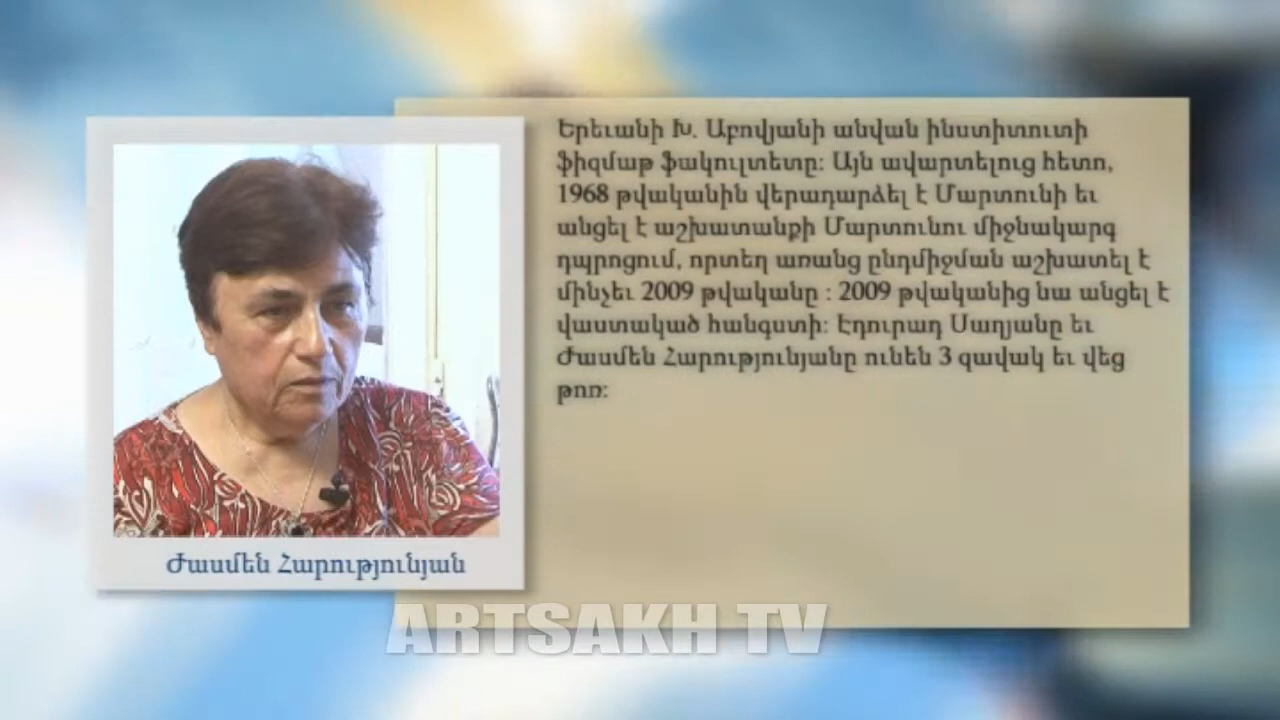 Երեւանի Խ. Աբովյանի անվան ինստիտուտի
ֆիզմաթ ֆակուլտետը: Այն ավարտելուց հետո,
1968 թվականին վերադարձել է Մարտունի եւ
անցել է աշխատանքի Մարտունու միջնակարգ
դպրոցում, որտեղ առանց ընդմիջման աշխատել է
մինչեւ 2009 թվականը : 2009 թվականից նա անցել է
վաստակած հանգստի: Էդուրադ Սաղյանը եւ
Ժասմեն Հարությունյանը ունեն 3 զավակ եւ վեց
թոռ:
Ժասմեն Հարությունյան
ARTSAKH TV